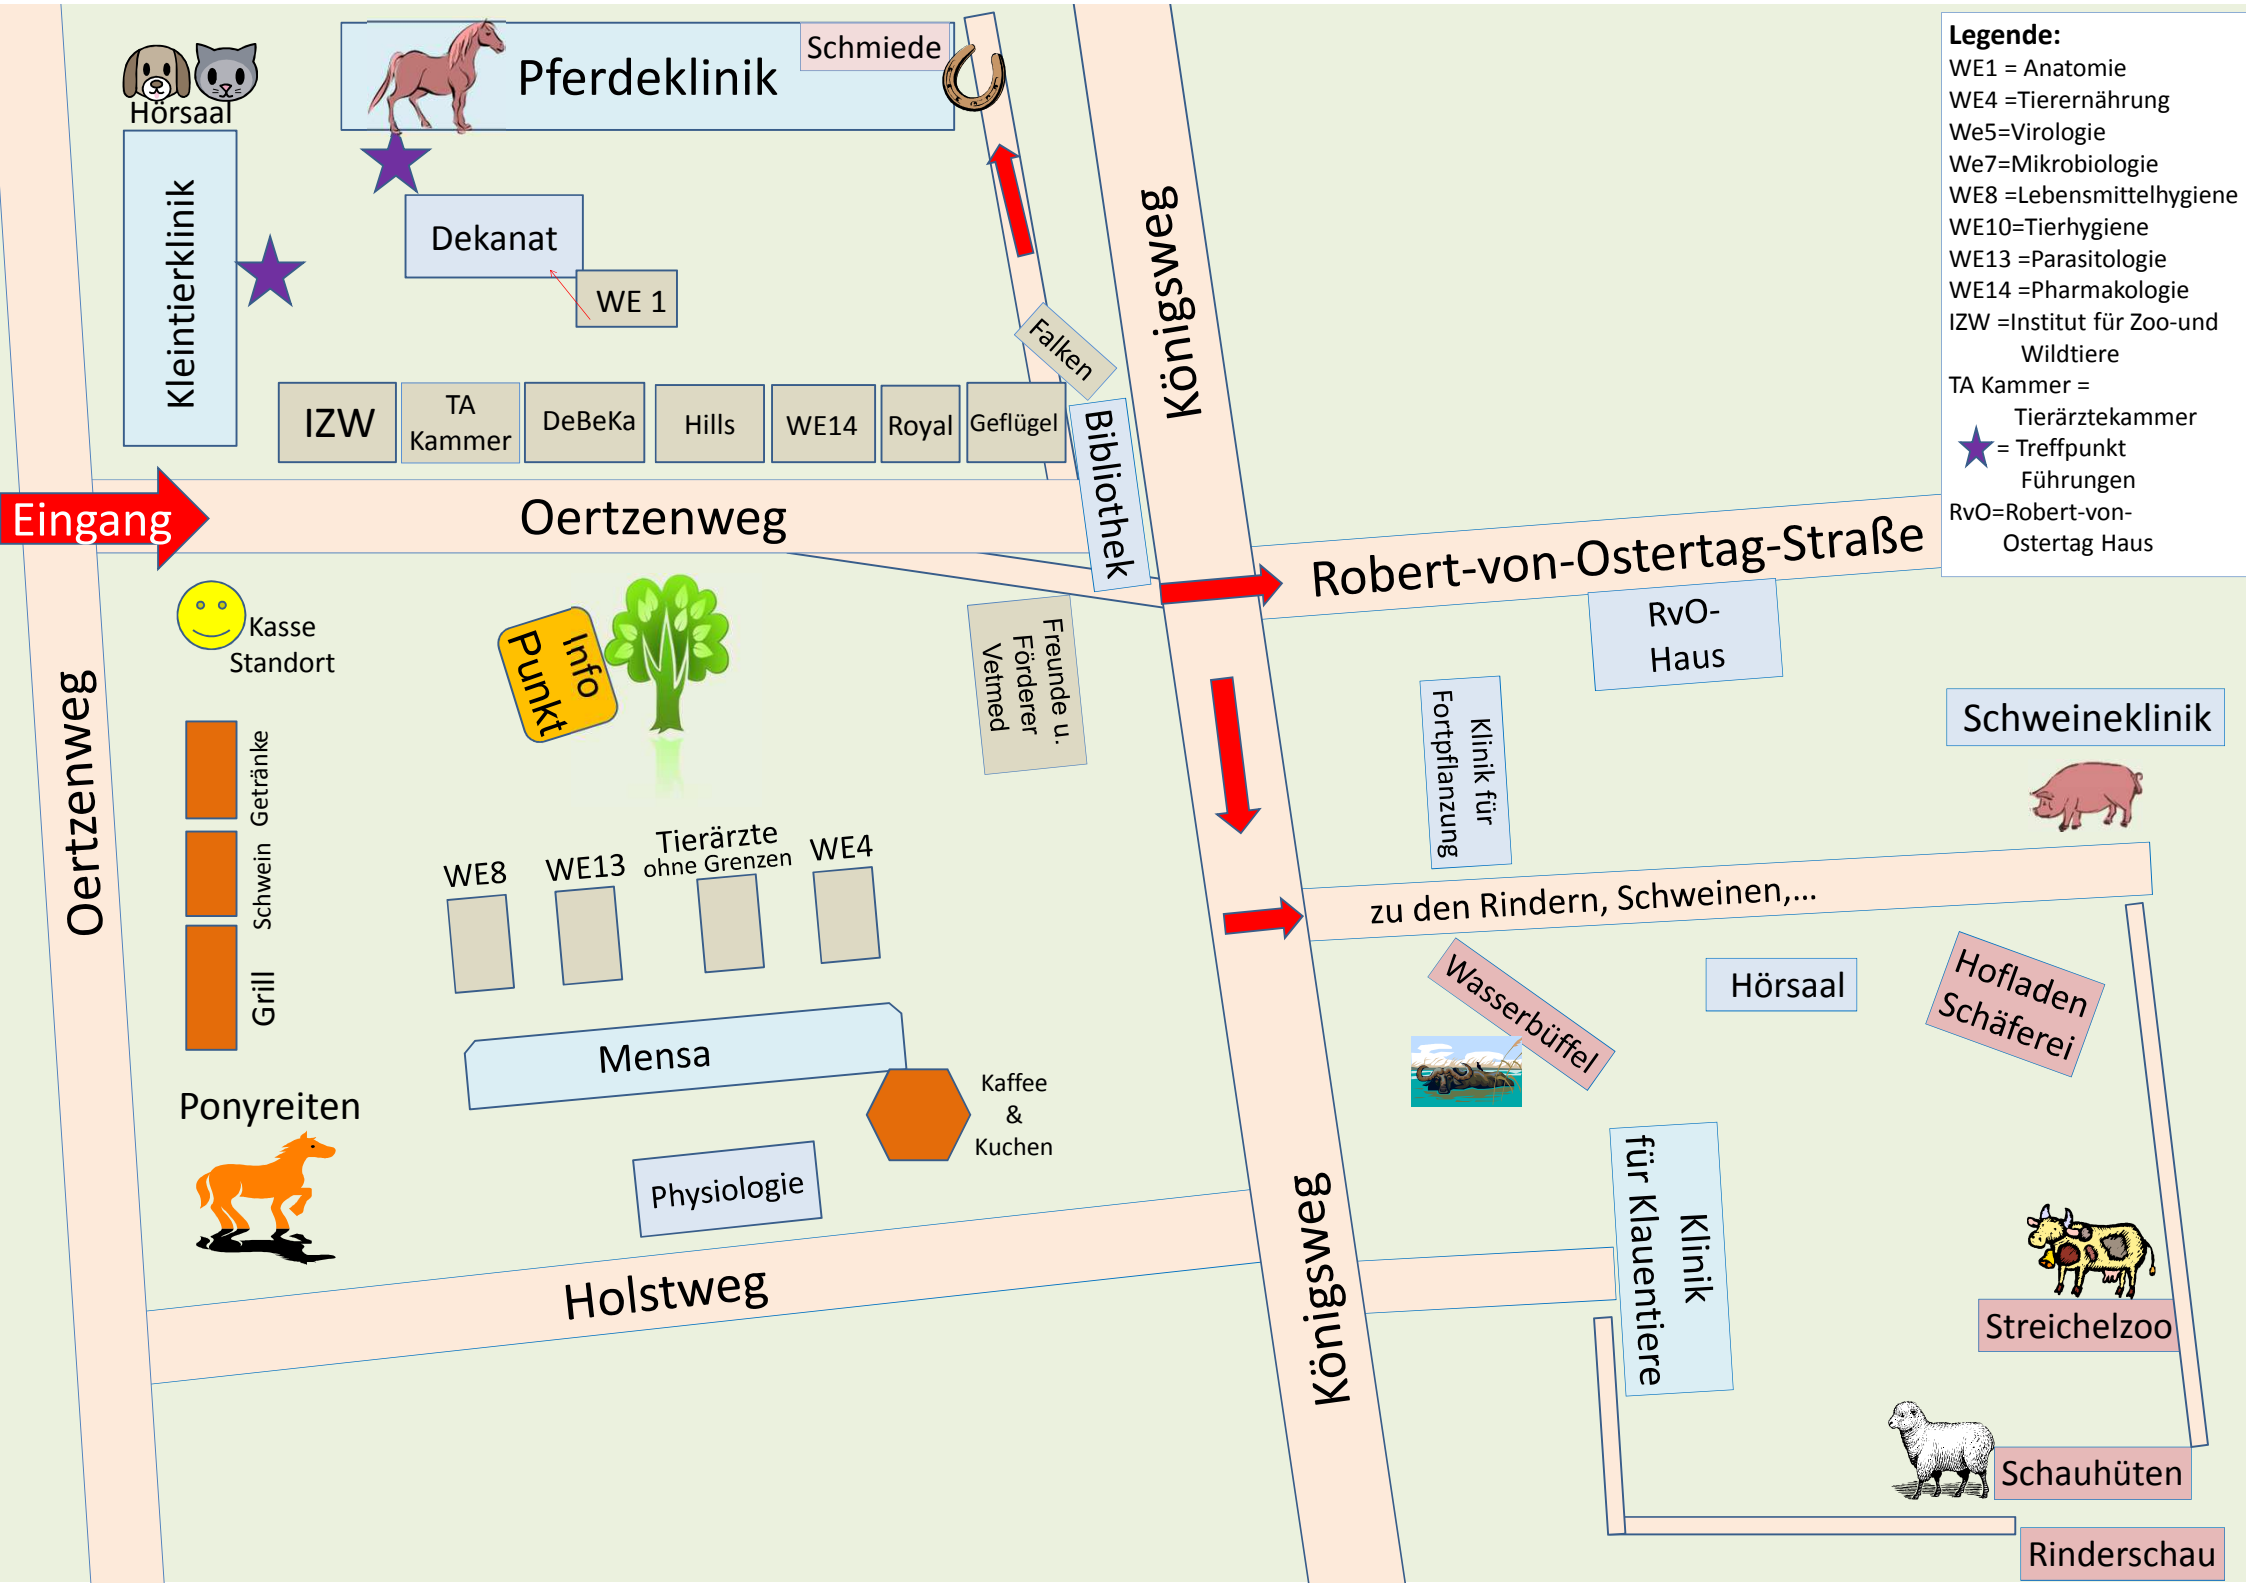 Hörsaal
Pferdeklinik
Schmiede
Kleintierklinik
Dekanat
WE 1
Falken
IZW
TA
Kammer
DeBeKa
Hills
WE14
Royal
Geflügel
Bibliothek
Königsweg
Eingang
Oertzenweg
Robert-von-Ostertag-Straße
Legende:
WE1 = Anatomie
WE4 =Tierernährung
We5=Virologie
We7=Mikrobiologie
WE8 =Lebensmittelhygiene
WE10=Tierhygiene
WE13 =Parasitologie
WE14 =Pharmakologie
IZW =Institut für Zoo-und
Wildtiere
TA Kammer =
Tierärztekammer
= Treffpunkt
Führungen
RvO=Robert-von-
Ostertag Haus
Kasse
Standort
Info
Punkt
Freunde u.
Förderer
Vetmed
RvO-
Haus
Klinik für
Fortpflanzung
Schweineklinik
Oertzenweg
Getränke
Schwein
Grill
WE8
WE13
Tierärzte
ohne Grenzen
WE4
zu den Rindern, Schweinen,...
Wasserbüffel
Hörsaal
Hofladen
Schäferei
Mensa
Kaffee
&
Kuchen
Ponyreiten
Physiologie
Holstweg
Königsweg
Klinik
für Klauentiere
Streichelzoo
Schauhüten
Rinderschau